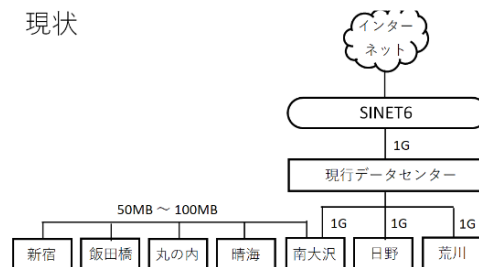 現状
インター
ネット
SINET6
1G
現行データセンター
50MB ～ 100MB
1G
1G
1G
新宿
飯田橋
丸の内
晴海
南大沢
日野
荒川